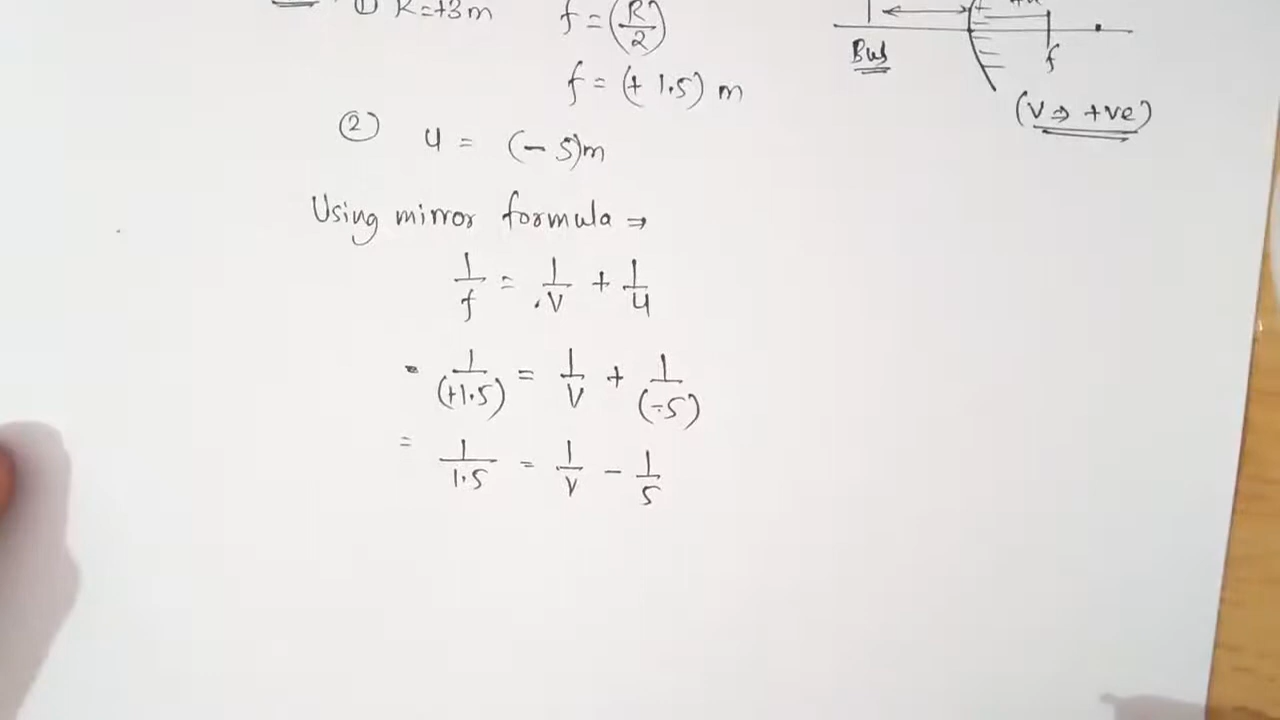 ① R=+3m
f = (R/2)
f = (+ 1.5) m
② u = (- 5)m
Using mirror formula ⇒
1/f = 1/v + 1/u
1/(+1.5) = 1/v + 1/(-5)
= 1/1.5 = 1/v - 1/5
Bus
f
(v ⇒ +ve)